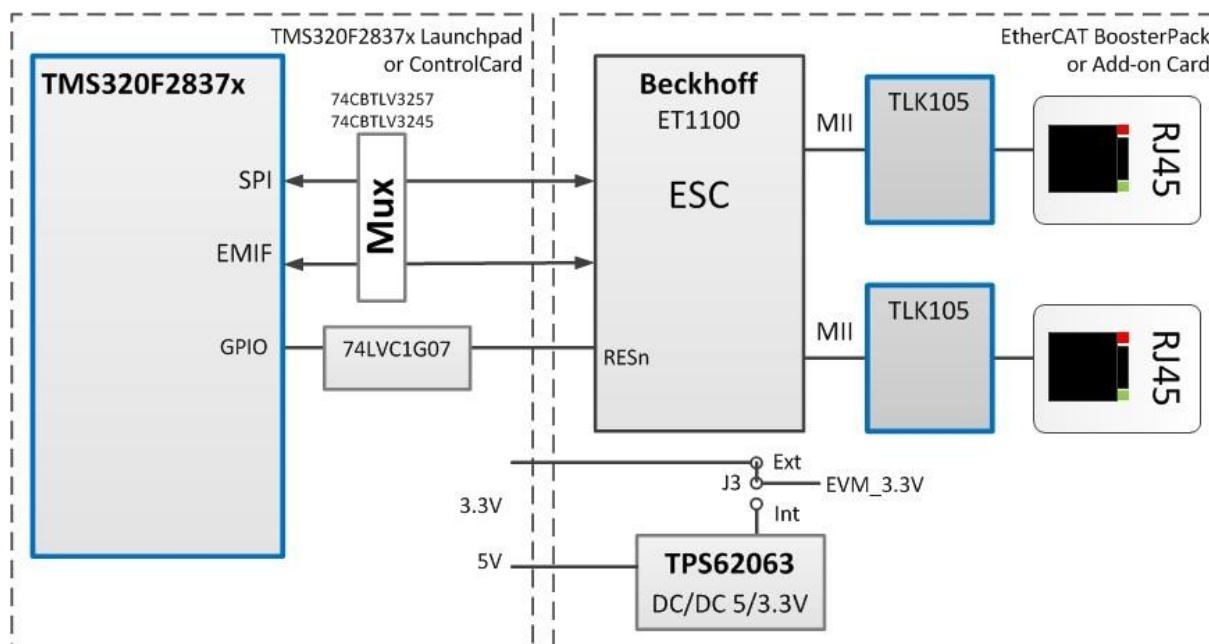 TMS320F2837x Launchpad
or ControlCard
TMS320F2837x
74CBTLV3257
74CBTLV3245
Mux
SPI
EMIF
GPIO
74LVC1G07
3.3V
5V
EtherCAT BoosterPack
or Add-on Card
Beckhoff
ET1100
ESC
RESn
MII
TLK105
RJ45
MII
TLK105
RJ45
Ext
J3
EVM_3.3V
Int
TPS62063
DC/DC 5/3.3V